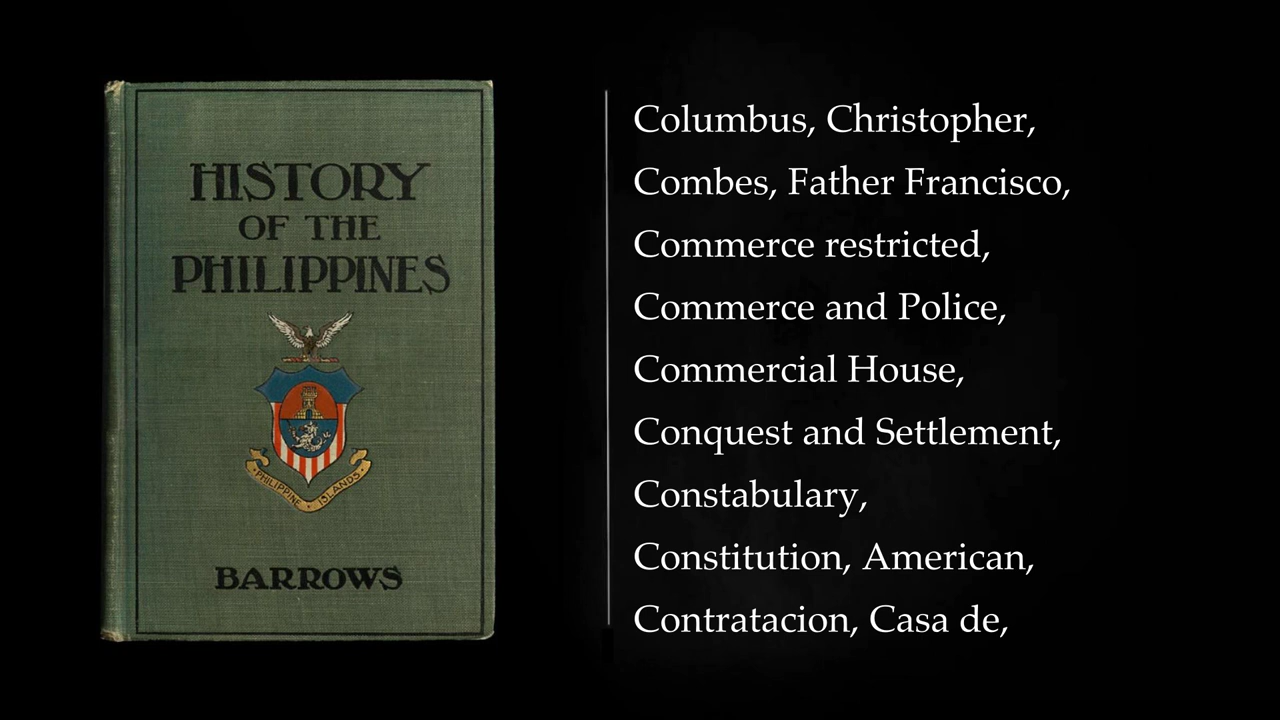 HISTORY
OF THE
PHILIPPINES
PHILIPPINE ISLANDS
BARROWS
Columbus, Christopher,
Combes, Father Francisco,
Commerce restricted,
Commerce and Police,
Commercial House,
Conquest and Settlement,
Constabulary,
Constitution, American,
Contratacion, Casa de,